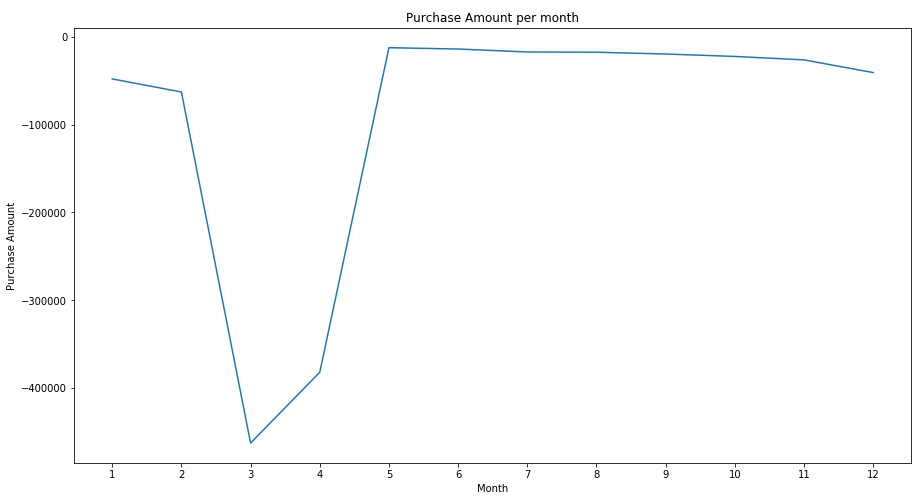 Purchase Amount per month
0
−100000
−200000
−300000
−400000
Purchase Amount
1 2 3 4 5 6 7 8 9 10 11 12
Month